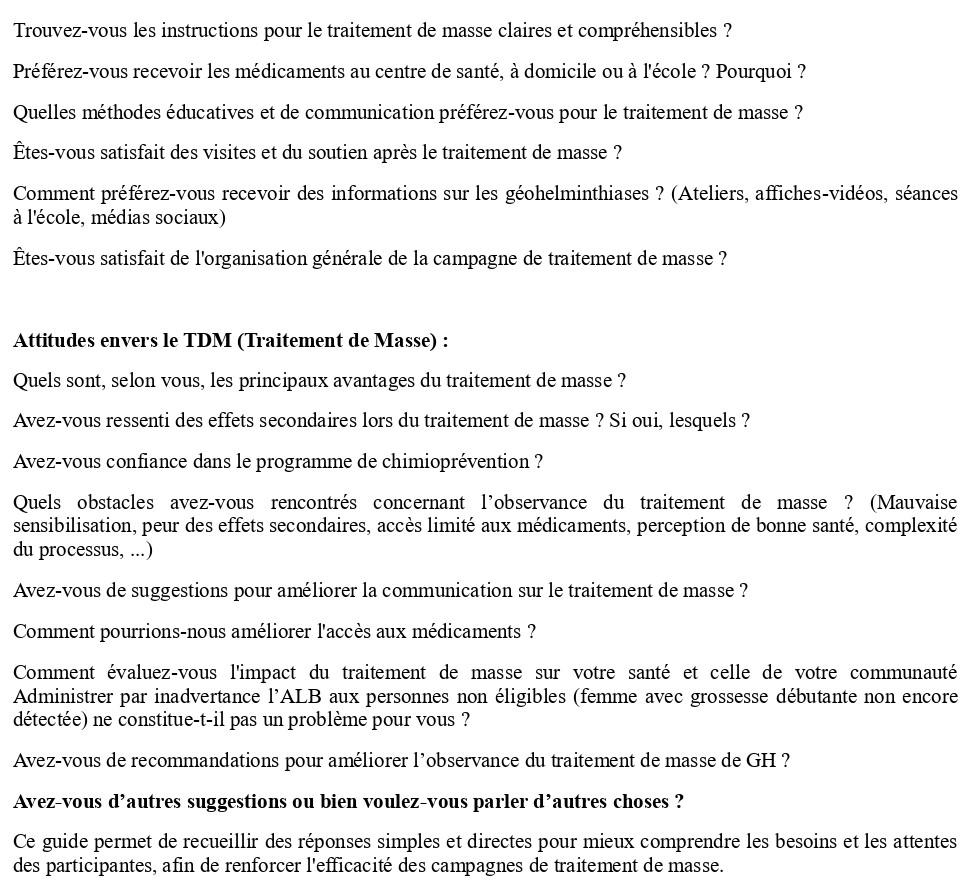 Trouvez-vous les instructions pour le traitement de masse claires et compréhensibles ?
Préférez-vous recevoir les médicaments au centre de santé, à domicile ou à l'école ? Pourquoi ?
Quelles méthodes éducatives et de communication préférez-vous pour le traitement de masse ?
Êtes-vous satisfait des visites et du soutien après le traitement de masse ?
Comment préférez-vous recevoir des informations sur les géohelminthiases ? (Ateliers, affiches-vidéos, séances
à l'école, médias sociaux)
Êtes-vous satisfait de l'organisation générale de la campagne de traitement de masse ?
Attitudes envers le TDM (Traitement de Masse) :
Quels sont, selon vous, les principaux avantages du traitement de masse ?
Avez-vous ressenti des effets secondaires lors du traitement de masse ? Si oui, lesquels ?
Avez-vous confiance dans le programme de chimioprévention ?
Quels obstacles avez-vous rencontrés concernant l’observance du traitement de masse ? (Mauvaise
sensibilisation, peur des effets secondaires, accès limité aux médicaments, perception de bonne santé, complexité
du processus, ...)
Avez-vous de suggestions pour améliorer la communication sur le traitement de masse ?
Comment pourrions-nous améliorer l'accès aux médicaments ?
Comment évaluez-vous l'impact du traitement de masse sur votre santé et celle de votre communauté
Administrer par inadvertance l’ALB aux personnes non éligibles (femme avec grossesse débutante non encore
détectée) ne constitue-t-il pas un problème pour vous ?
Avez-vous de recommandations pour améliorer l’observance du traitement de masse de GH ?
Avez-vous d’autres suggestions ou bien voulez-vous parler d’autres choses ?
Ce guide permet de recueillir des réponses simples et directes pour mieux comprendre les besoins et les attentes
des participantes, afin de renforcer l'efficacité des campagnes de traitement de masse.